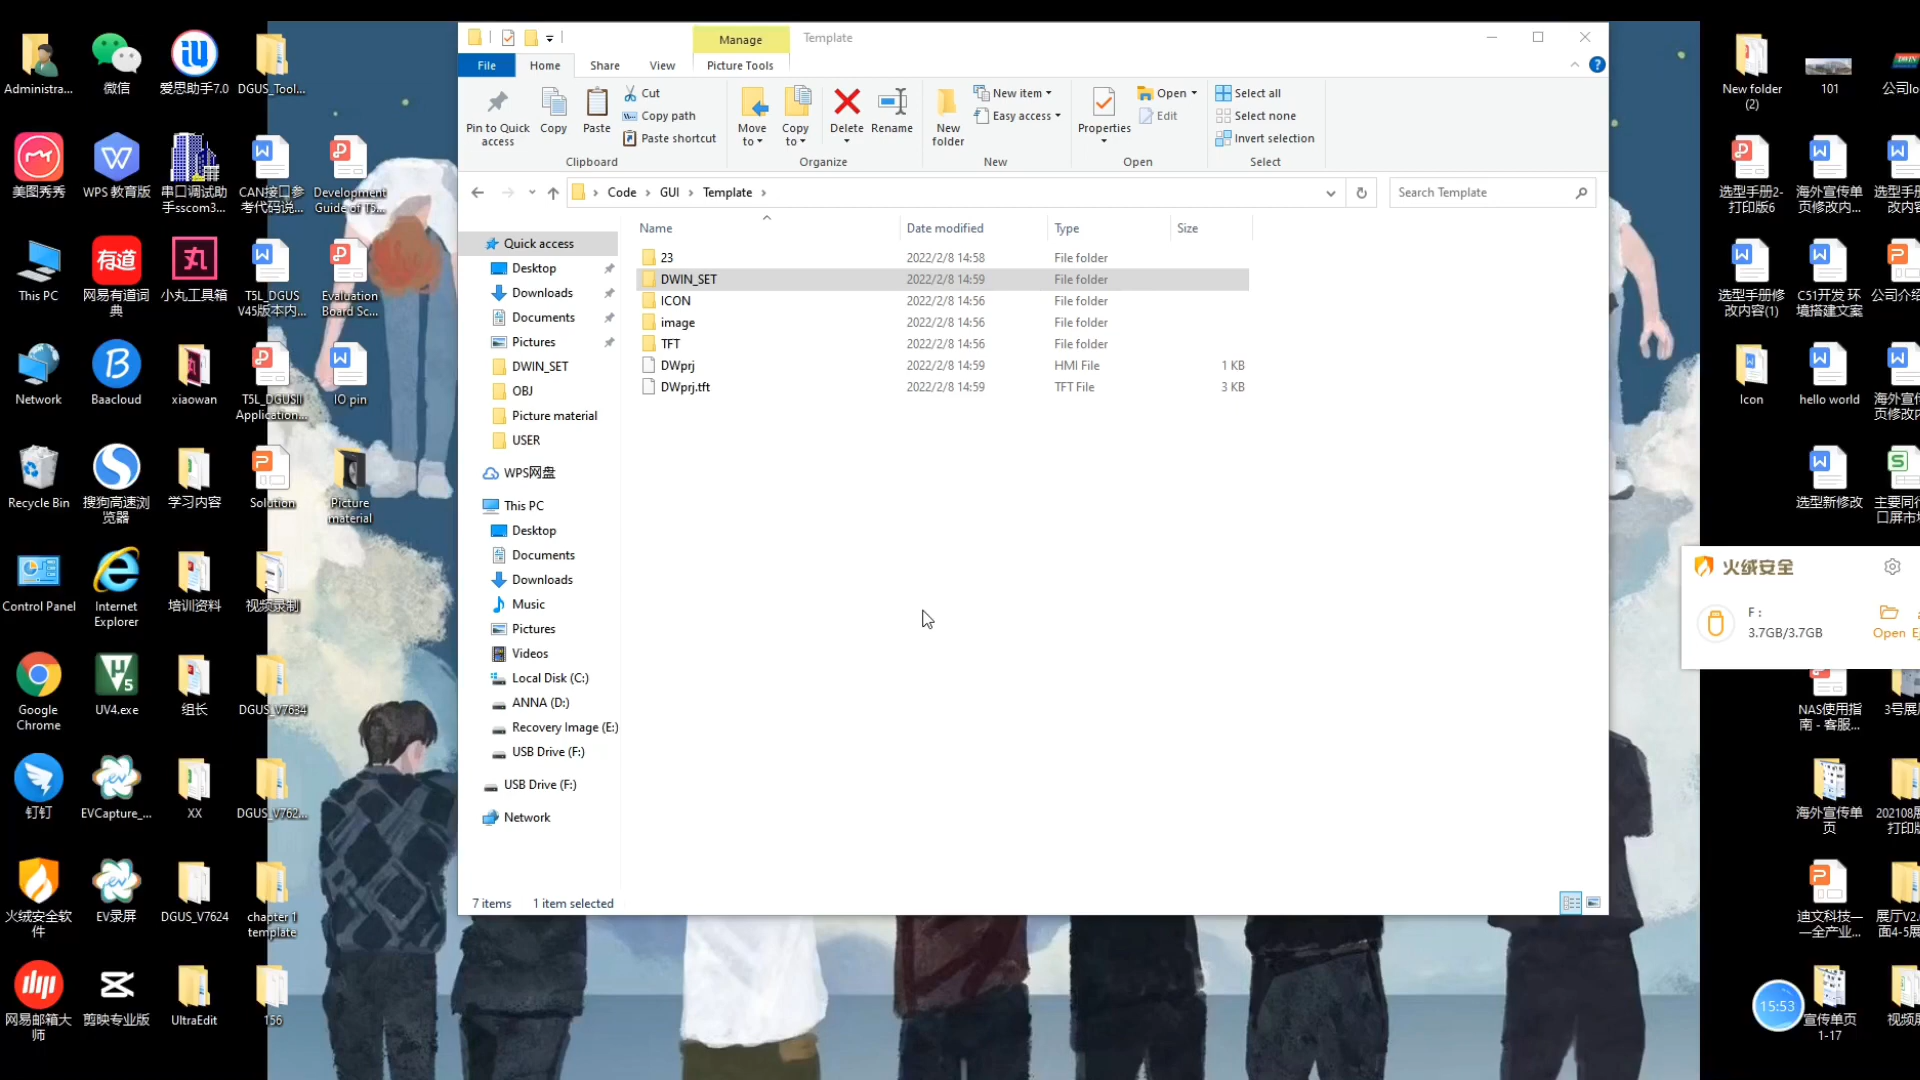 Administra...
微信
爱思助手7.0
DGUS_Tool...
美图秀秀
WPS 教育版
串口调试助
手sscom3...
CAN接口参
考代码说...
Development
Guide of T5...
This PC
网易有道词
典
小丸工具箱
T5L_DGUS
V45版本内...
Evaluation
Board Sc...
Network
Baacloud
xiaowan
T5L_DGUSII
Application...
IO pin
Recycle Bin
搜狗高速浏
览器
学习内容
Solution
Picture
material
Control Panel
Internet
Explorer
培训资料
视频录制
Google
Chrome
UV4.exe
组长
DGUS_V7634
钉钉
EVCapture_...
XX
DGUS_V762...
火绒安全软
件
EV录屏
DGUS_V7624
chapter 1
template
网易邮箱大
师
剪映专业版
UltraEdit
156
Manage
Template
File
Home
Share
View
Picture Tools
Pin to Quick
access
Copy
Paste
Cut
Copy path
Paste shortcut
Clipboard
Move
to
Copy
to
Delete
Rename
Organize
New
folder
New item
Easy access
New
Properties
Open
Edit
Open
Select all
Select none
Invert selection
Select
Code > GUI > Template >
Search Template
Name
Date modified
Type
Size
23 2022/2/8 14:58 File folder
DWIN_SET 2022/2/8 14:59 File folder
ICON 2022/2/8 14:56 File folder
image 2022/2/8 14:56 File folder
TFT 2022/2/8 14:56 File folder
DWprj 2022/2/8 14:59 HMI File 1 KB
DWprj.tft 2022/2/8 14:59 TFT File 3 KB
Quick access
Desktop
Downloads
Documents
Pictures
DWIN_SET
OBJ
Picture material
USER
WPS网盘
This PC
Desktop
Documents
Downloads
Music
Pictures
Videos
Local Disk (C:)
ANNA (D:)
Recovery Image (E:)
USB Drive (F:)
USB Drive (F:)
Network
7 items 1 item selected
New folder
(2)
101
公司lo
选型手册2-
打印版6
海外宣传单
页修改内...
选型手册
改内容
选型手册修
改内容(1)
C51开发 环
境搭建文案
公司介绍
Icon
hello world
海外宣传
页修改内
选型新修改
主要同行
口屏市场
火绒安全
F :
3.7GB/3.7GB
Open
NAS使用指
南 - 客服...
3号展
海外宣传单
页
202108展
打印版
迪文科技—
—全产业...
展厅V2.
面4-5展
15:53
宣传单页
1-17
视频展